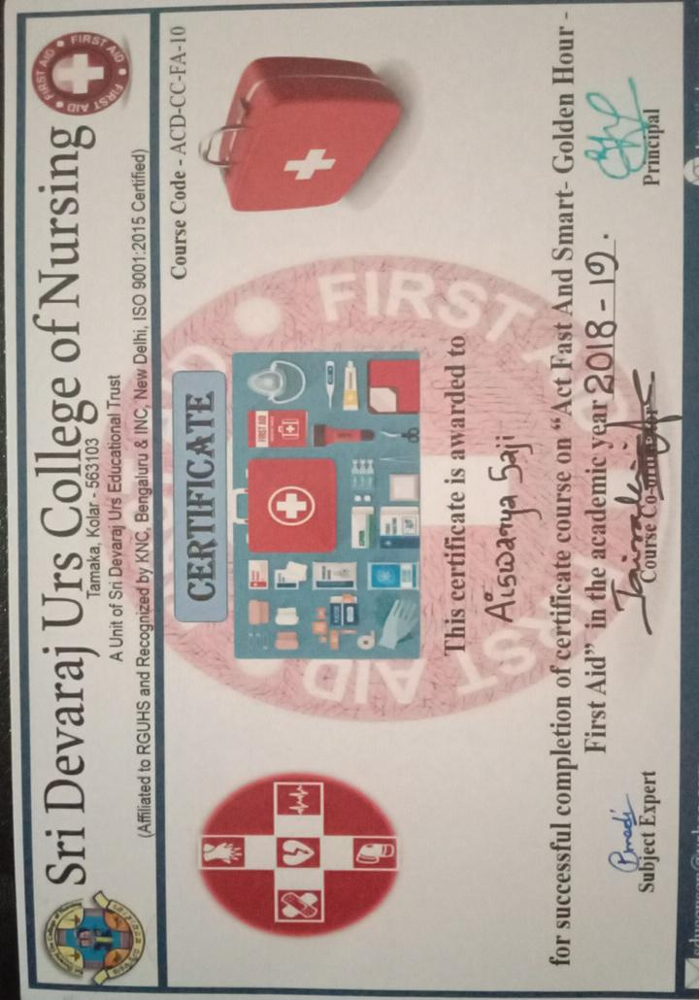 FIRST AID • FIRST AID • FIRST AID
Sri Devaraj Urs College of Nursing
Tamaka, Kolar - 563103
A Unit of Sri Devaraj Urs Educational Trust
(Affiliated to RGUHS and Recognized by KNC, Bengaluru & INC, New Delhi, ISO 9001:2015 Certified)
Course Code - ACD-CC-FA-10
CERTIFICATE
FIRST AID
FIRST AID
This certificate is awarded to
Aiswarya Saji
for successful completion of certificate course on "Act Fast And Smart- Golden Hour -
First Aid" in the academic year 2018-19.
Subject Expert
Course Co-ordinator
Principal